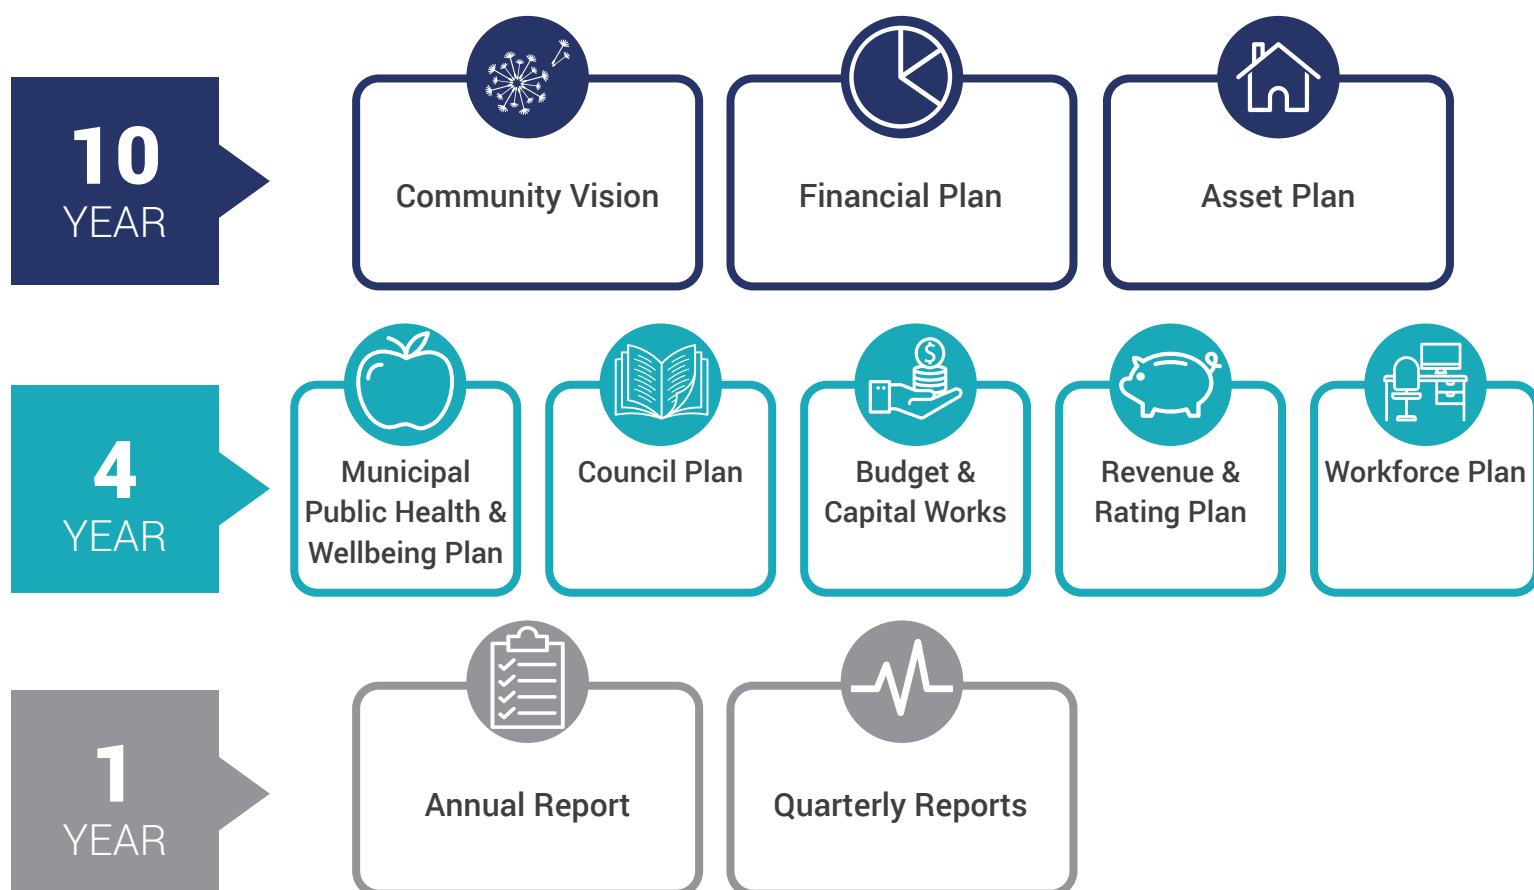 10
YEAR
Community Vision
Financial Plan
Asset Plan
4
YEAR
Municipal
Public Health &
Wellbeing Plan
Council Plan
$
Budget &
Capital Works
Revenue &
Rating Plan
Workforce Plan
1
YEAR
Annual Report
Quarterly Reports